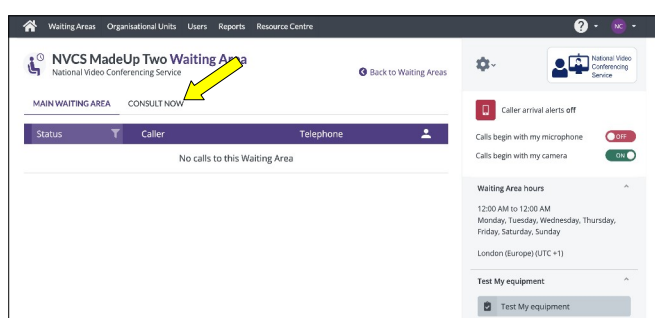 Waiting Areas Organisational Units Users Reports Resource Centre
? NC
NVCS MadeUp Two Waiting Area
National Video Conferencing Service
Back to Waiting Areas
MAIN WAITING AREA CONSULT NOW
Status Caller Telephone
No calls to this Waiting Area
National Video
Conferencing
Service
Caller arrival alerts off
Calls begin with my microphone OFF
Calls begin with my camera ON
Waiting Area hours
12:00 AM to 12:00 AM
Monday, Tuesday, Wednesday, Thursday,
Friday, Saturday, Sunday
London (Europe) (UTC +1)
Test My equipment
Test My equipment